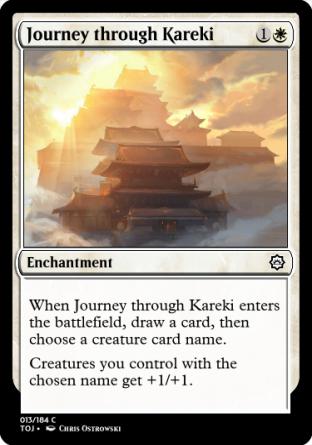 Journey through Kareki 1
Enchantment
When Journey through Kareki enters
the battlefield, draw a card, then
choose a creature card name.
Creatures you control with the
chosen name get +1/+1.
013/184 C
TOJ • Chris Ostrowski